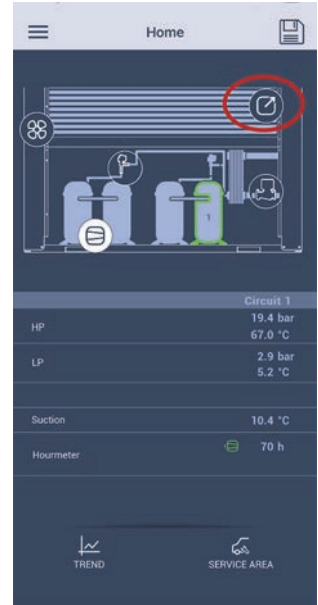 Home
1
Circuit 1
HP 19.4 bar
67.0 °C
LP 2.9 bar
5.2 °C
Suction 10.4 °C
Hourmeter 70 h
TREND SERVICE AREA